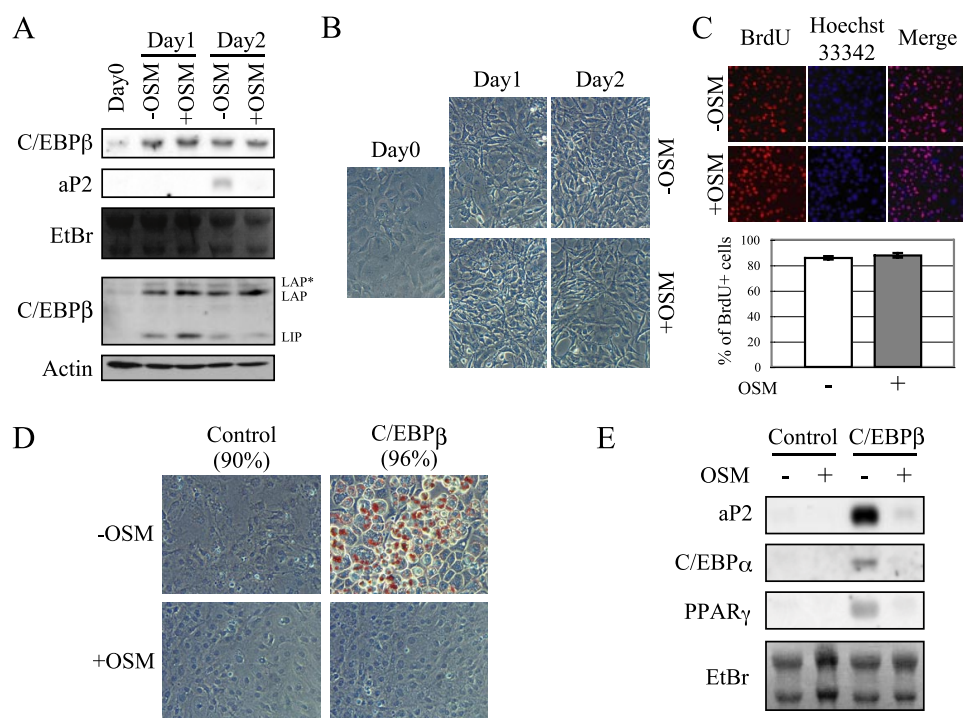 A
Day0
Day1
Day2
-OSM
+OSM
-OSM
+OSM
C/EBPβ
aP2
EtBr
C/EBPβ
LAP*
LAP
LIP
Actin
B
Day0
Day1
Day2
-OSM
+OSM
C
BrdU
Hoechst
33342
Merge
-OSM
+OSM
% of BrdU+ cells
100
80
60
40
20
0
OSM
-
+
D
Control
(90%)
C/EBPβ
(96%)
-OSM
+OSM
E
Control
C/EBPβ
OSM
-
+
-
+
aP2
C/EBPα
PPARγ
EtBr